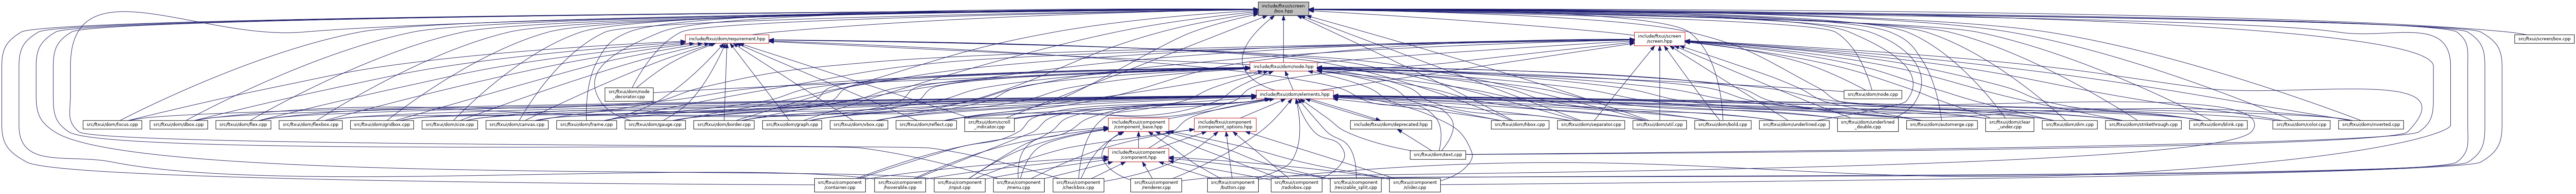 include/ftxui/screen
/box.hpp
include/ftxui/dom/requirement.hpp
include/ftxui/screen
/screen.hpp
src/ftxui/screen/box.cpp
include/ftxui/dom/node.hpp
src/ftxui/dom/node
_decorator.cpp
include/ftxui/dom/elements.hpp
src/ftxui/dom/node.cpp
src/ftxui/dom/focus.cpp
src/ftxui/dom/dbox.cpp
src/ftxui/dom/flex.cpp
src/ftxui/dom/flexbox.cpp
src/ftxui/dom/gridbox.cpp
src/ftxui/dom/size.cpp
src/ftxui/dom/canvas.cpp
src/ftxui/dom/frame.cpp
src/ftxui/dom/gauge.cpp
src/ftxui/dom/border.cpp
src/ftxui/dom/graph.cpp
src/ftxui/dom/vbox.cpp
src/ftxui/dom/reflect.cpp
src/ftxui/dom/scroll
_indicator.cpp
include/ftxui/component
/component_base.hpp
include/ftxui/component
/component_options.hpp
include/ftxui/dom/deprecated.hpp
src/ftxui/dom/hbox.cpp
src/ftxui/dom/separator.cpp
src/ftxui/dom/util.cpp
src/ftxui/dom/bold.cpp
src/ftxui/dom/underlined.cpp
src/ftxui/dom/underlined
_double.cpp
src/ftxui/dom/automerge.cpp
src/ftxui/dom/clear
_under.cpp
src/ftxui/dom/dim.cpp
src/ftxui/dom/strikethrough.cpp
src/ftxui/dom/blink.cpp
src/ftxui/dom/color.cpp
src/ftxui/dom/inverted.cpp
include/ftxui/component
/component.hpp
src/ftxui/dom/text.cpp
src/ftxui/component
/container.cpp
src/ftxui/component
/hoverable.cpp
src/ftxui/component
/input.cpp
src/ftxui/component
/menu.cpp
src/ftxui/component
/checkbox.cpp
src/ftxui/component
/renderer.cpp
src/ftxui/component
/button.cpp
src/ftxui/component
/radiobox.cpp
src/ftxui/component
/resizable_split.cpp
src/ftxui/component
/slider.cpp